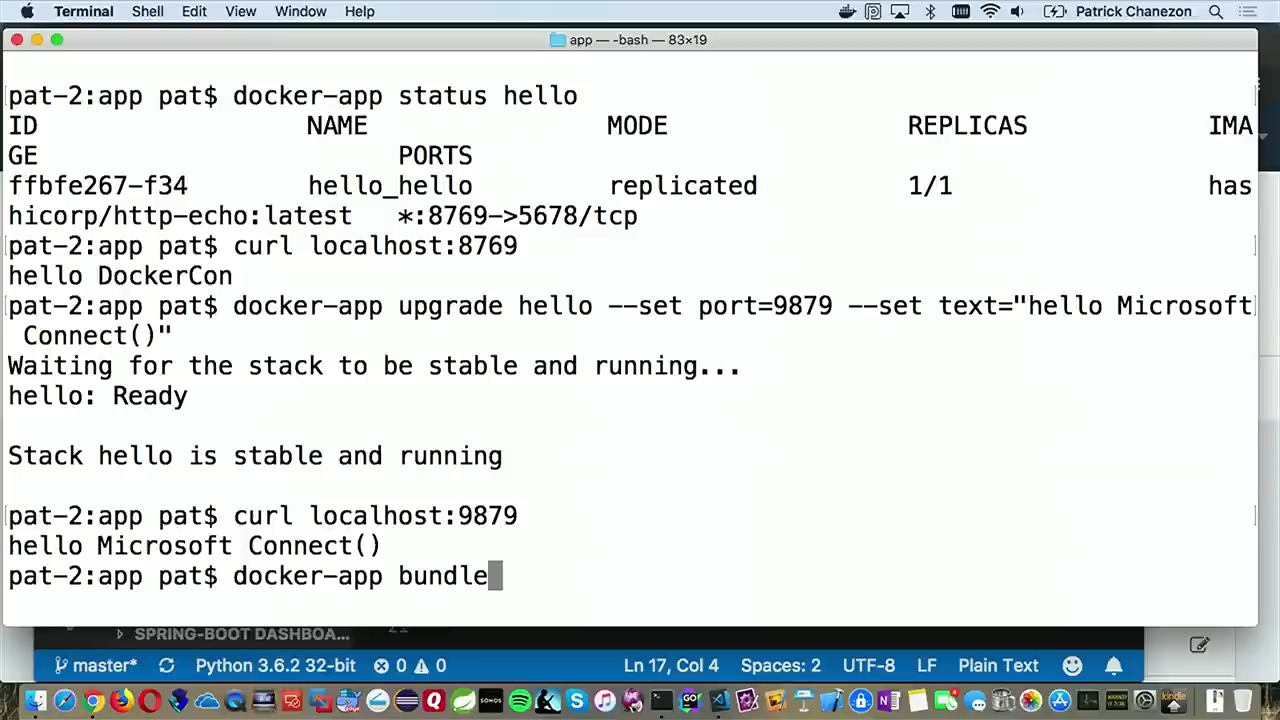 Terminal Shell Edit View Window Help Patrick Chanezon
app — -bash — 83×19
pat-2:app pat$ docker-app status hello
ID NAME MODE REPLICAS IMA
GE PORTS
ffbfe267-f34 hello_hello replicated 1/1 has
hicorp/http-echo:latest *:8769->5678/tcp
pat-2:app pat$ curl localhost:8769
hello DockerCon
pat-2:app pat$ docker-app upgrade hello --set port=9879 --set text="hello Microsoft
Connect()"
Waiting for the stack to be stable and running...
hello: Ready
Stack hello is stable and running
pat-2:app pat$ curl localhost:9879
hello Microsoft Connect()
pat-2:app pat$ docker-app bundle
SPRING-BOOT DASHBOA...
master* Python 3.6.2 32-bit 0 0 Ln 17, Col 4 Spaces: 2 UTF-8 LF Plain Text
SONOS kindle